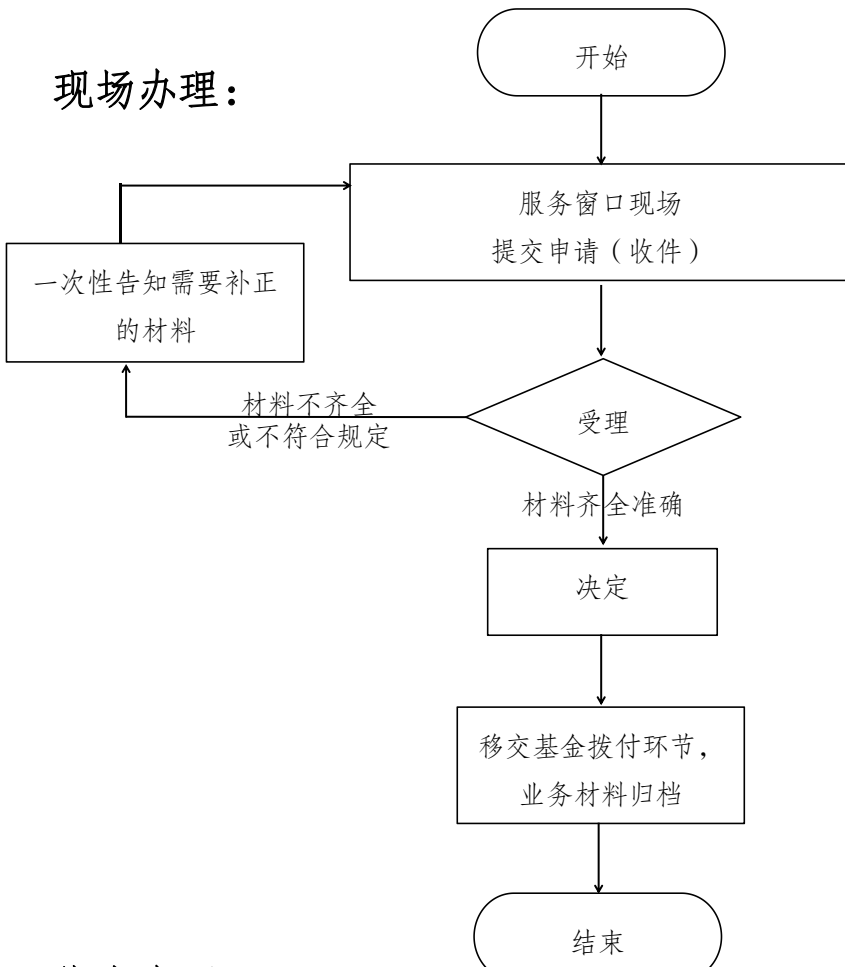 现场办理：
开始
服务窗口现场
提交申请（收件）
一次性告知需要补正
的材料
材料不齐全
或不符合规定
受理
材料齐全准确
决定
移交基金拨付环节，
业务材料归档
结束